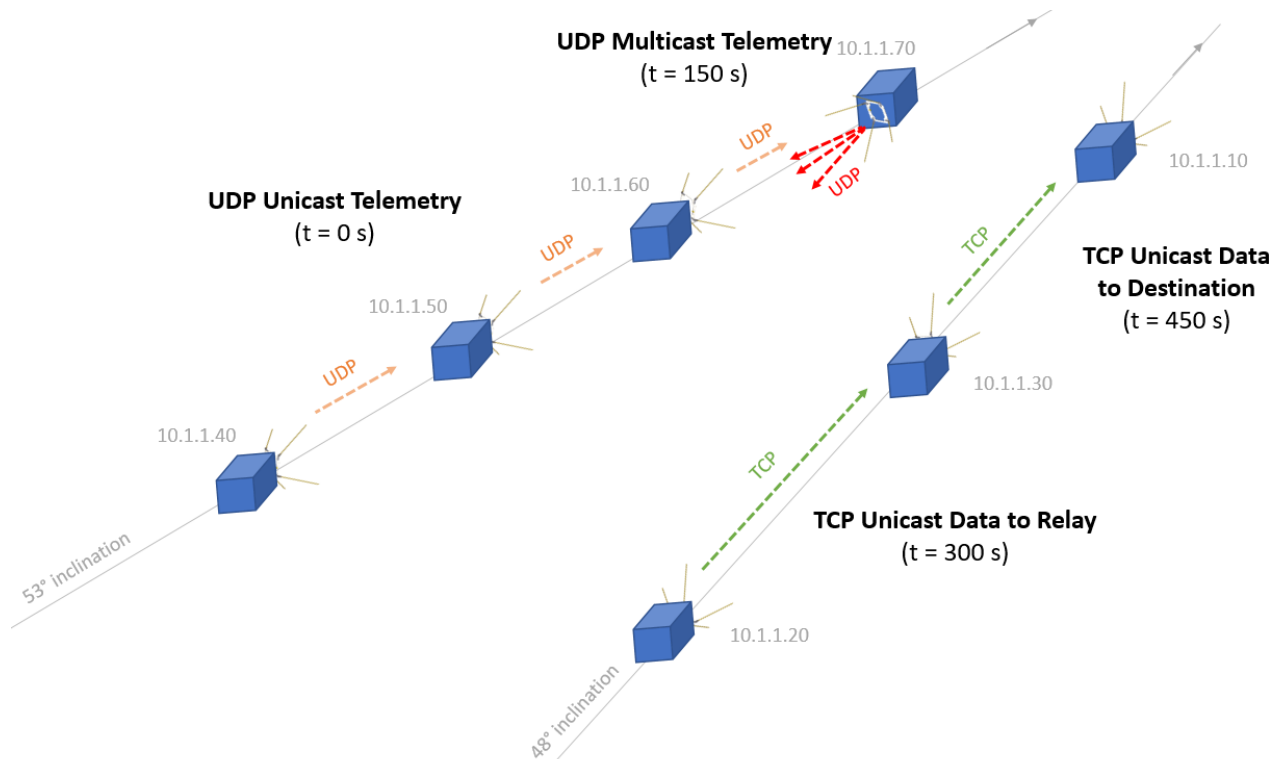 UDP Multicast Telemetry
(t = 150 s)
10.1.1.70
UDP
UDP
10.1.1.10
10.1.1.60
UDP Unicast Telemetry
(t = 0 s)
UDP
TCP
TCP Unicast Data
to Destination
(t = 450 s)
10.1.1.50
UDP
10.1.1.30
10.1.1.40
TCP
TCP Unicast Data to Relay
(t = 300 s)
53° inclination
10.1.1.20
48° inclination